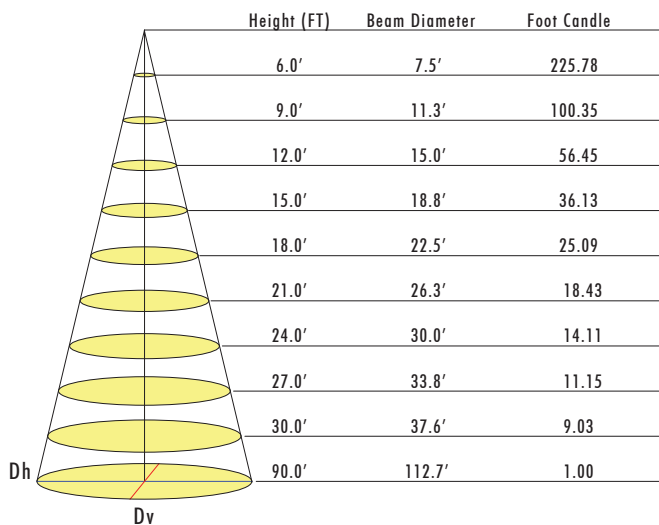 Height (FT) Beam Diameter Foot Candle
6.0' 7.5' 225.78
9.0' 11.3' 100.35
12.0' 15.0' 56.45
15.0' 18.8' 36.13
18.0' 22.5' 25.09
21.0' 26.3' 18.43
24.0' 30.0' 14.11
27.0' 33.8' 11.15
30.0' 37.6' 9.03
Dh 90.0' 112.7' 1.00
Dv